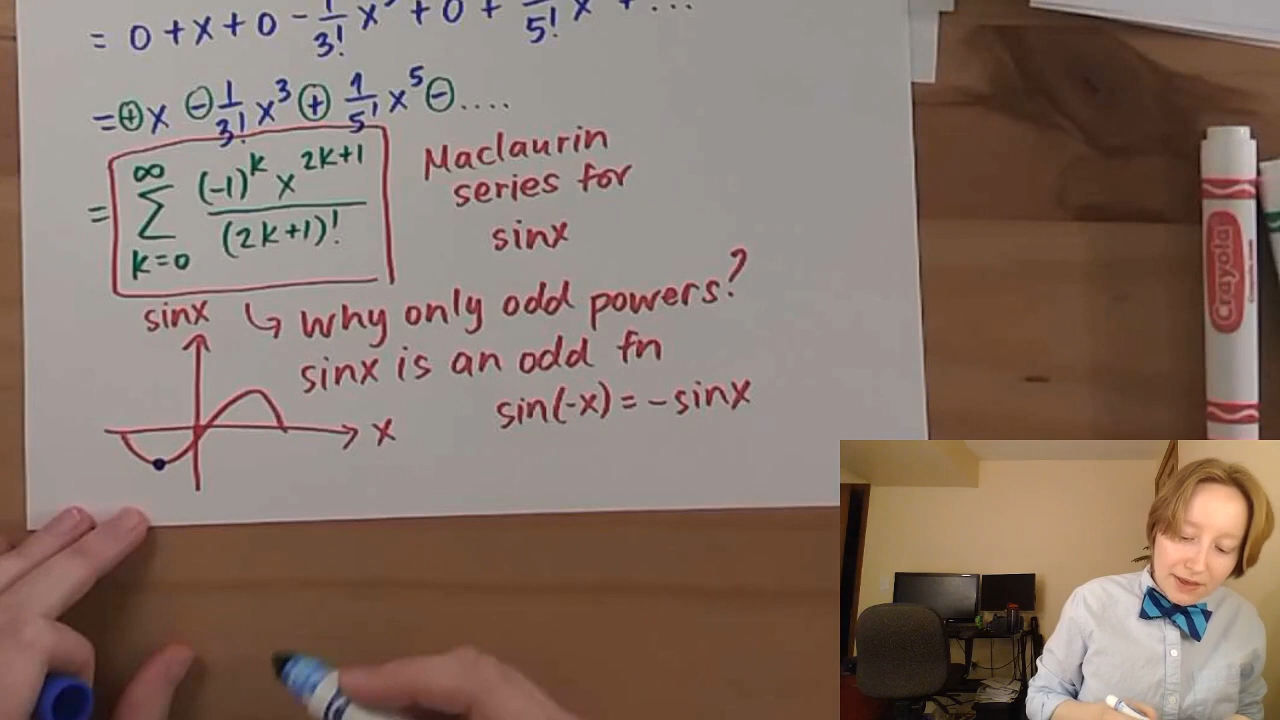 = 0 + x + 0 - 1/3! x³ + 0 + 1/5! x + ...
= ⊕ x ⊖ 1/3! x³ ⊕ 1/5! x⁵ ⊖ ....
= ∑_{k=0}^{∞} (-1)^k x^{2k+1} / (2k+1)!
Maclaurin
series for
sinx
↳ why only odd powers?
sinx is an odd fn
sin(-x) = -sinx
sinx
x
Crayola